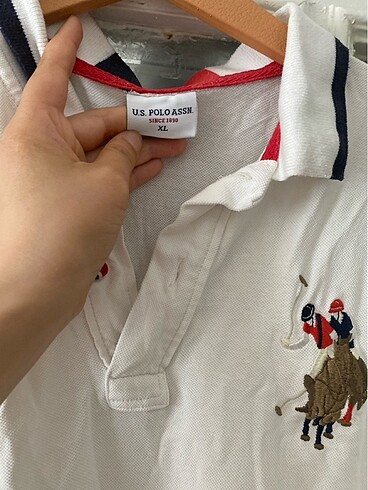 U.S. POLO ASSN.
SINCE 1890
XL